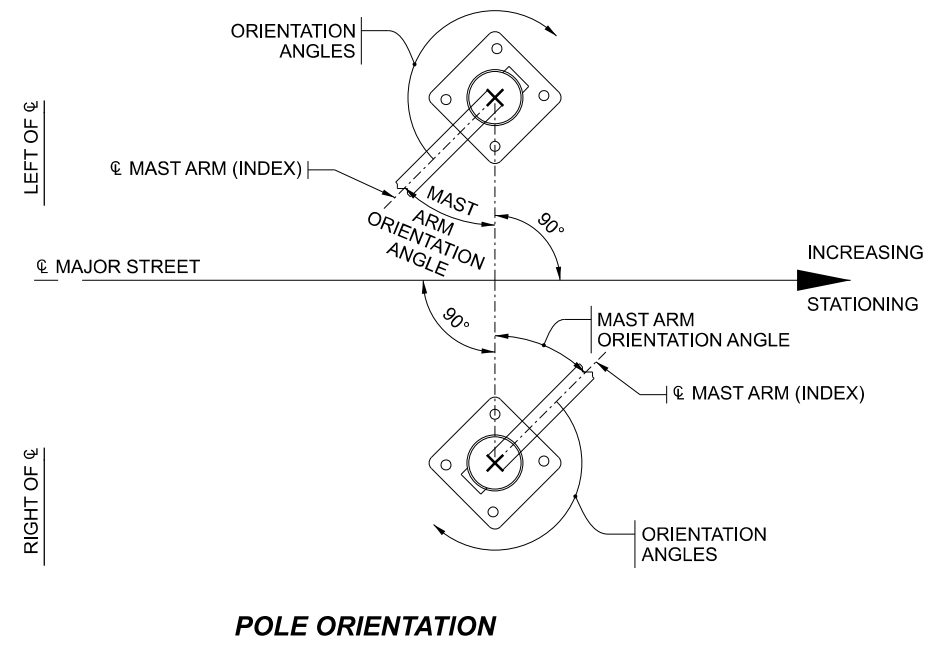 ORIENTATION
ANGLES
LEFT OF ℄
℄ MAST ARM (INDEX)
MAST
ARM
ORIENTATION
ANGLE
90°
℄ MAJOR STREET
INCREASING
STATIONING
90°
MAST ARM
ORIENTATION ANGLE
℄ MAST ARM (INDEX)
RIGHT OF ℄
ORIENTATION
ANGLES
POLE ORIENTATION